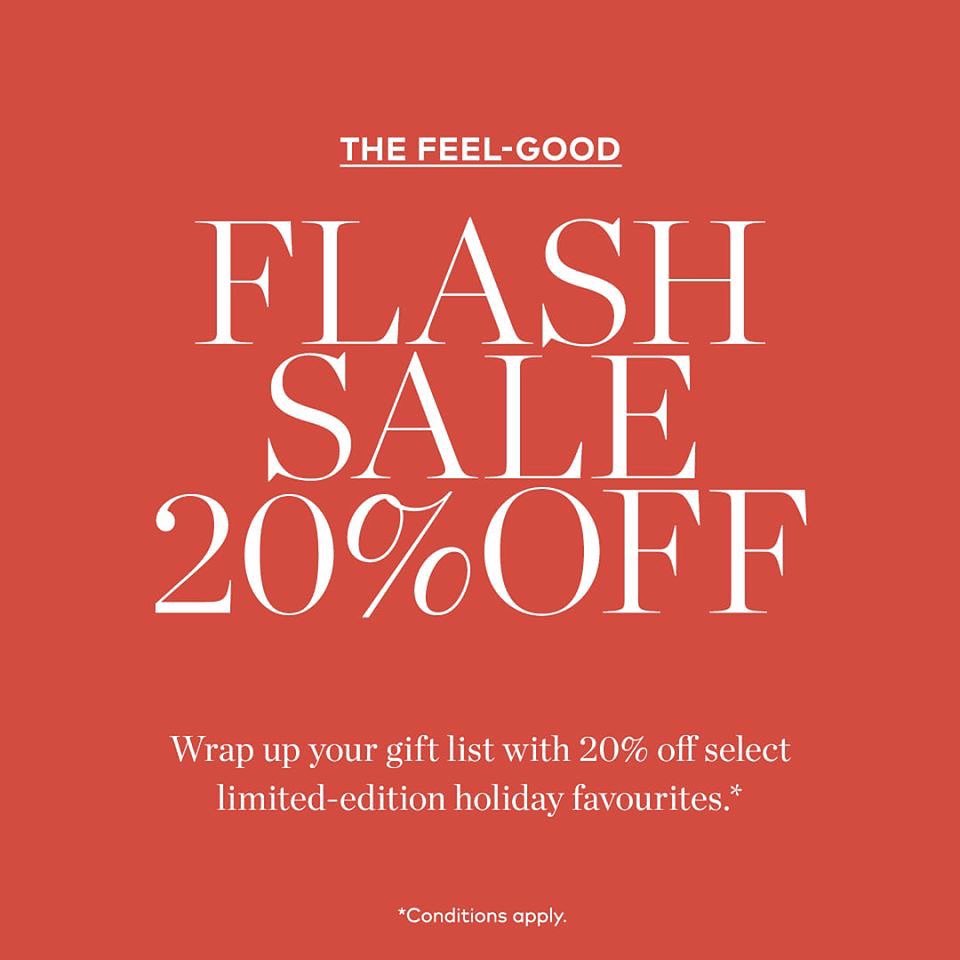 THE FEEL-GOOD
FLASH
SALE
20%OFF
Wrap up your gift list with 20% off select
limited-edition holiday favourites.*
*Conditions apply.